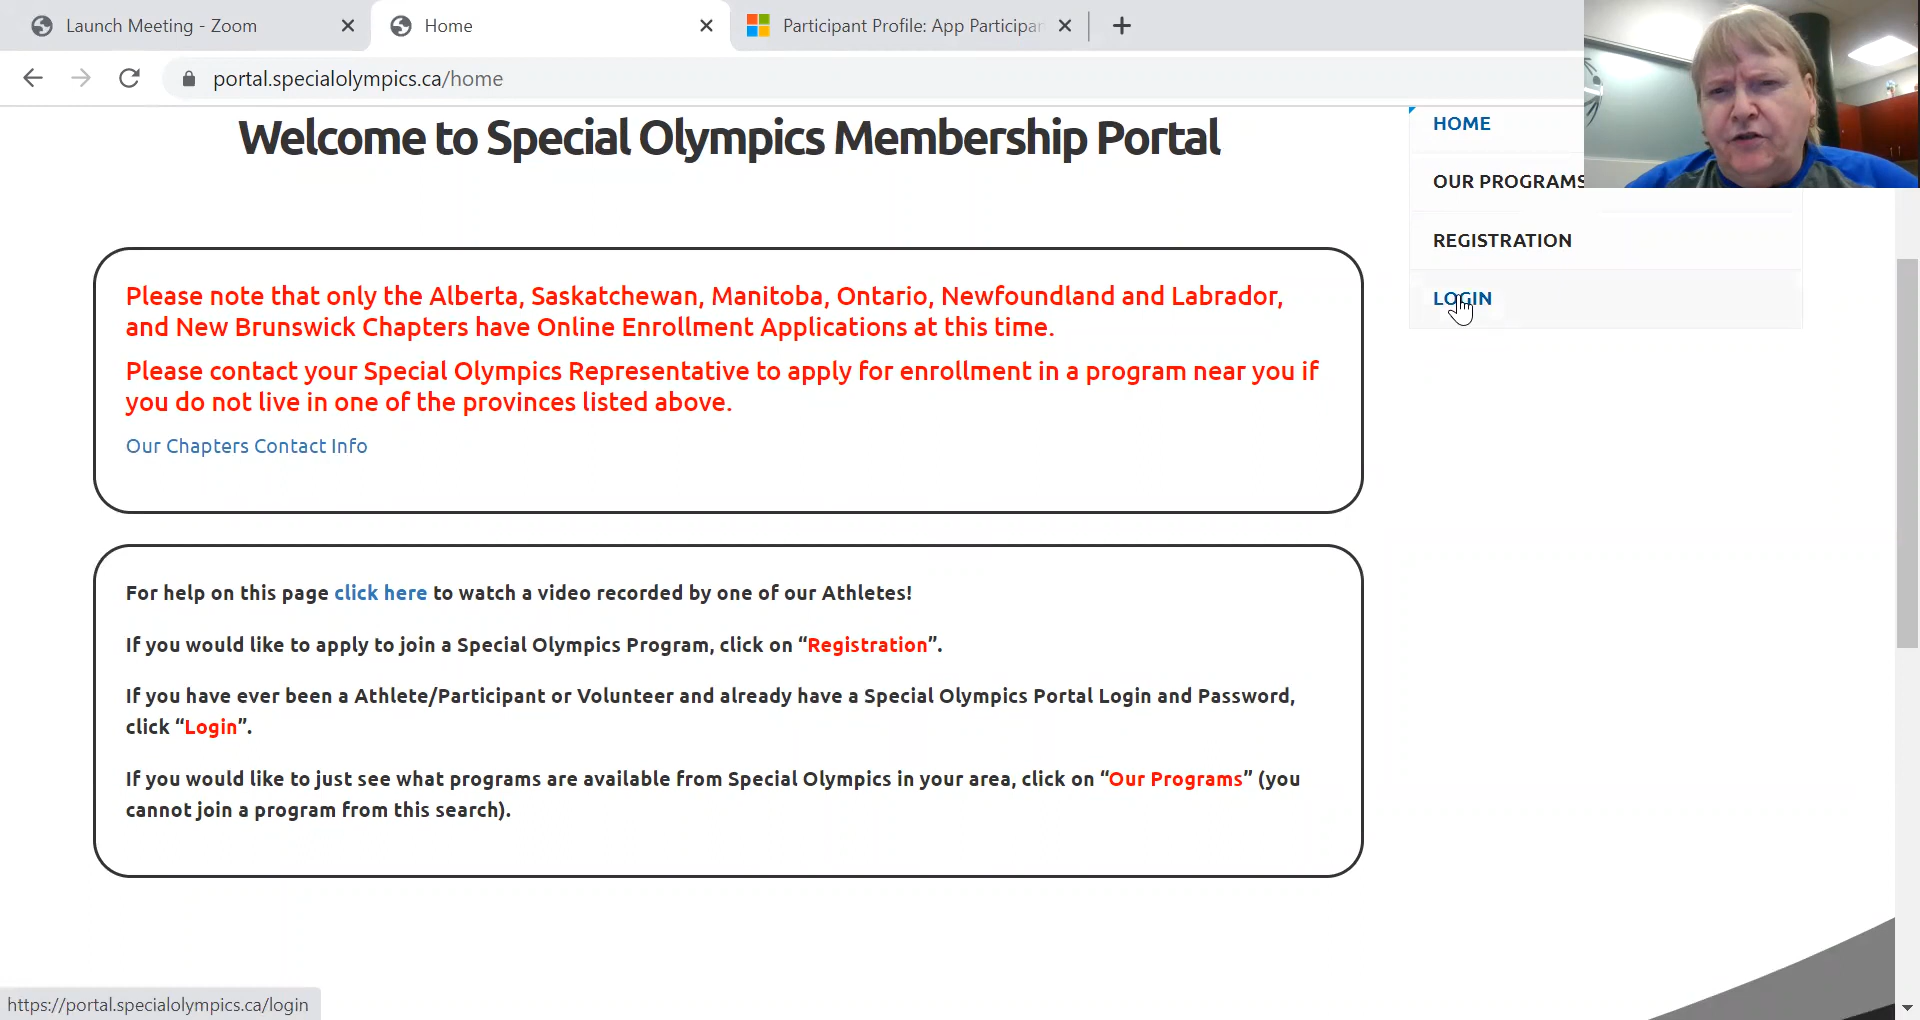 Launch Meeting - Zoom
Home
Participant Profile: App Participan
portal.specialolympics.ca/home
Welcome to Special Olympics Membership Portal
HOME
OUR PROGRAMS
REGISTRATION
LOGIN
Please note that only the Alberta, Saskatchewan, Manitoba, Ontario, Newfoundland and Labrador,
and New Brunswick Chapters have Online Enrollment Applications at this time.
Please contact your Special Olympics Representative to apply for enrollment in a program near you if
you do not live in one of the provinces listed above.
Our Chapters Contact Info
For help on this page click here to watch a video recorded by one of our Athletes!
If you would like to apply to join a Special Olympics Program, click on “Registration”.
If you have ever been a Athlete/Participant or Volunteer and already have a Special Olympics Portal Login and Password,
click “Login”.
If you would like to just see what programs are available from Special Olympics in your area, click on “Our Programs” (you
cannot join a program from this search).
https://portal.specialolympics.ca/login